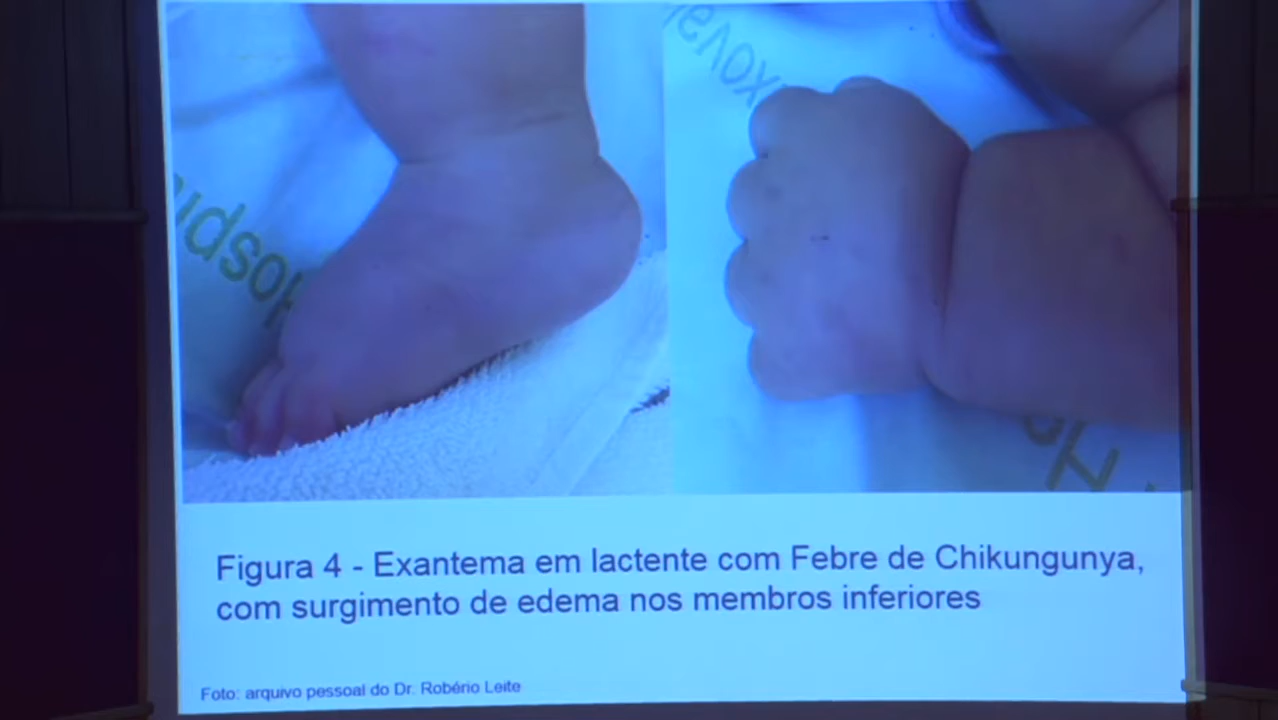 Hospi
Figura 4 - Exantema em lactente com Febre de Chikungunya,
com surgimento de edema nos membros inferiores
Foto: arquivo pessoal do Dr. Robério Leite